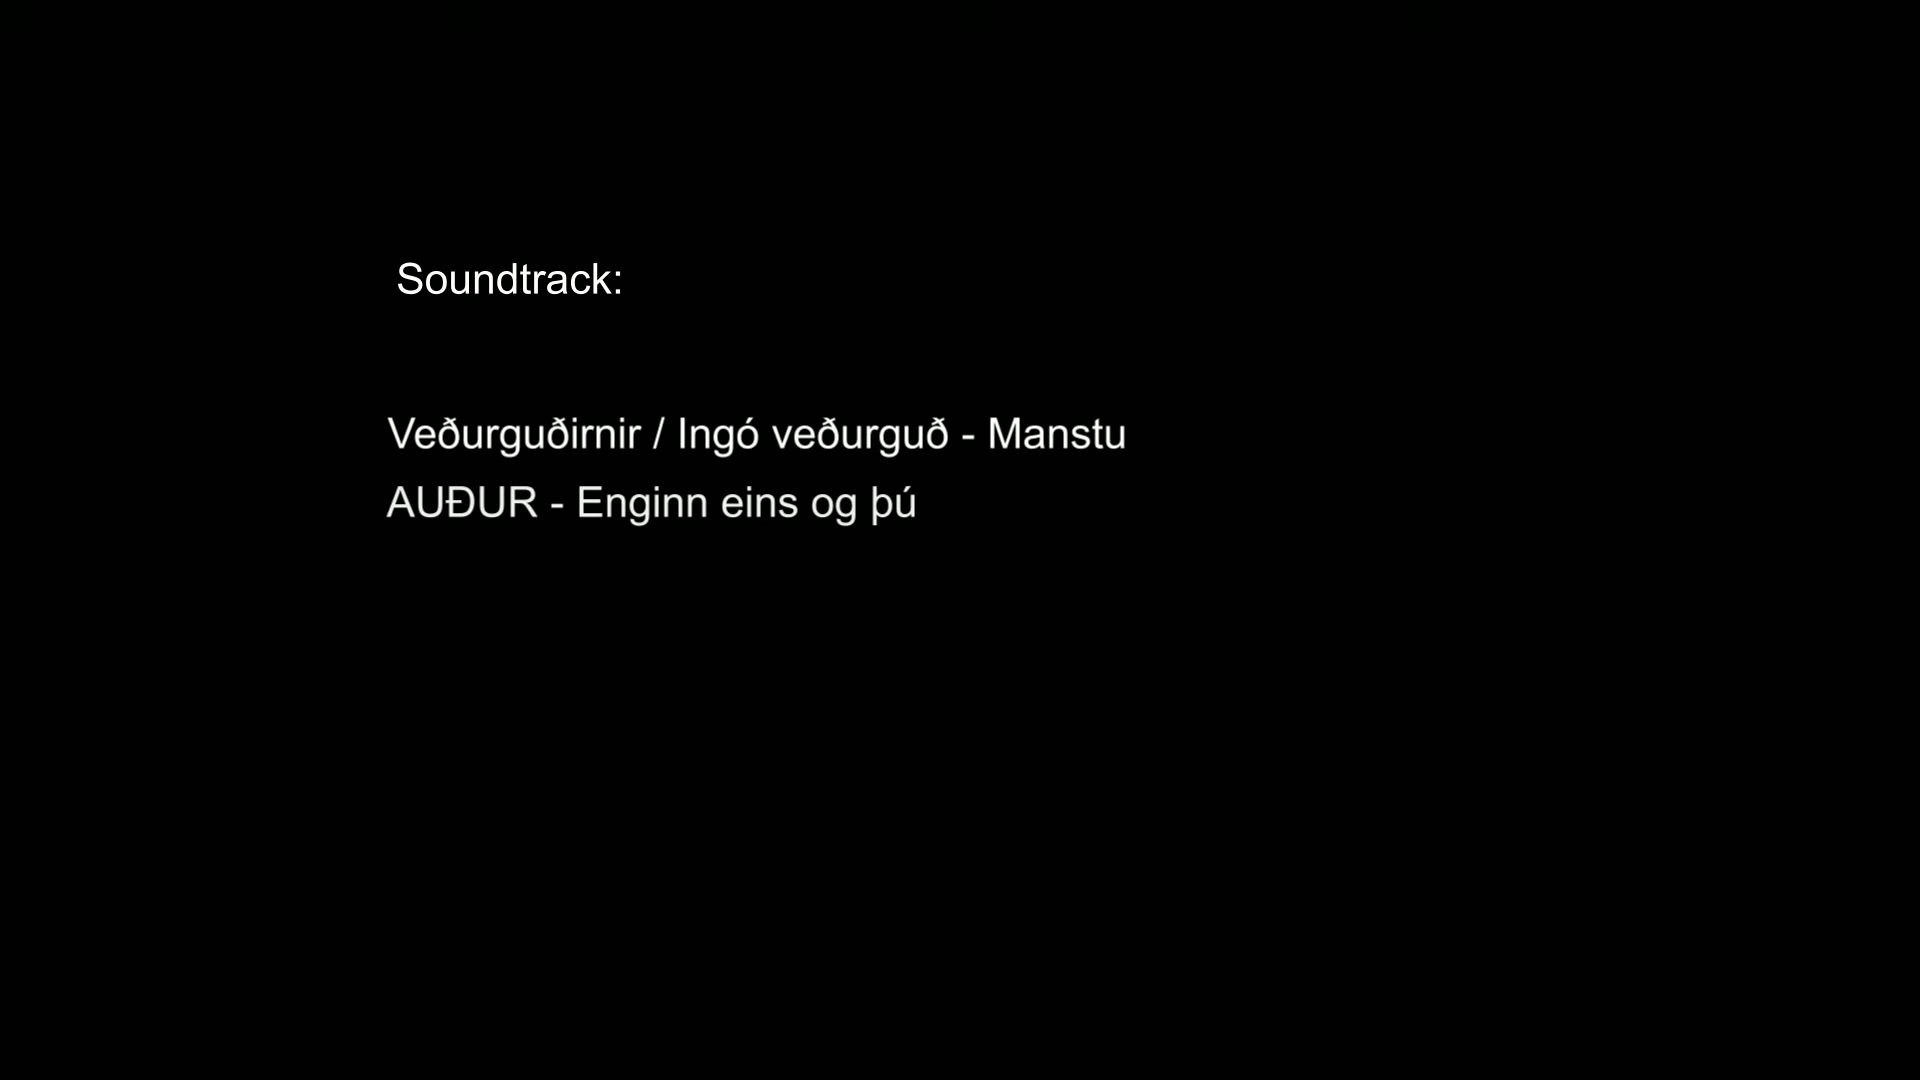 Soundtrack:
Veðurguðirnir / Ingó veðurguð - Manstu
AUÐUR - Enginn eins og þú